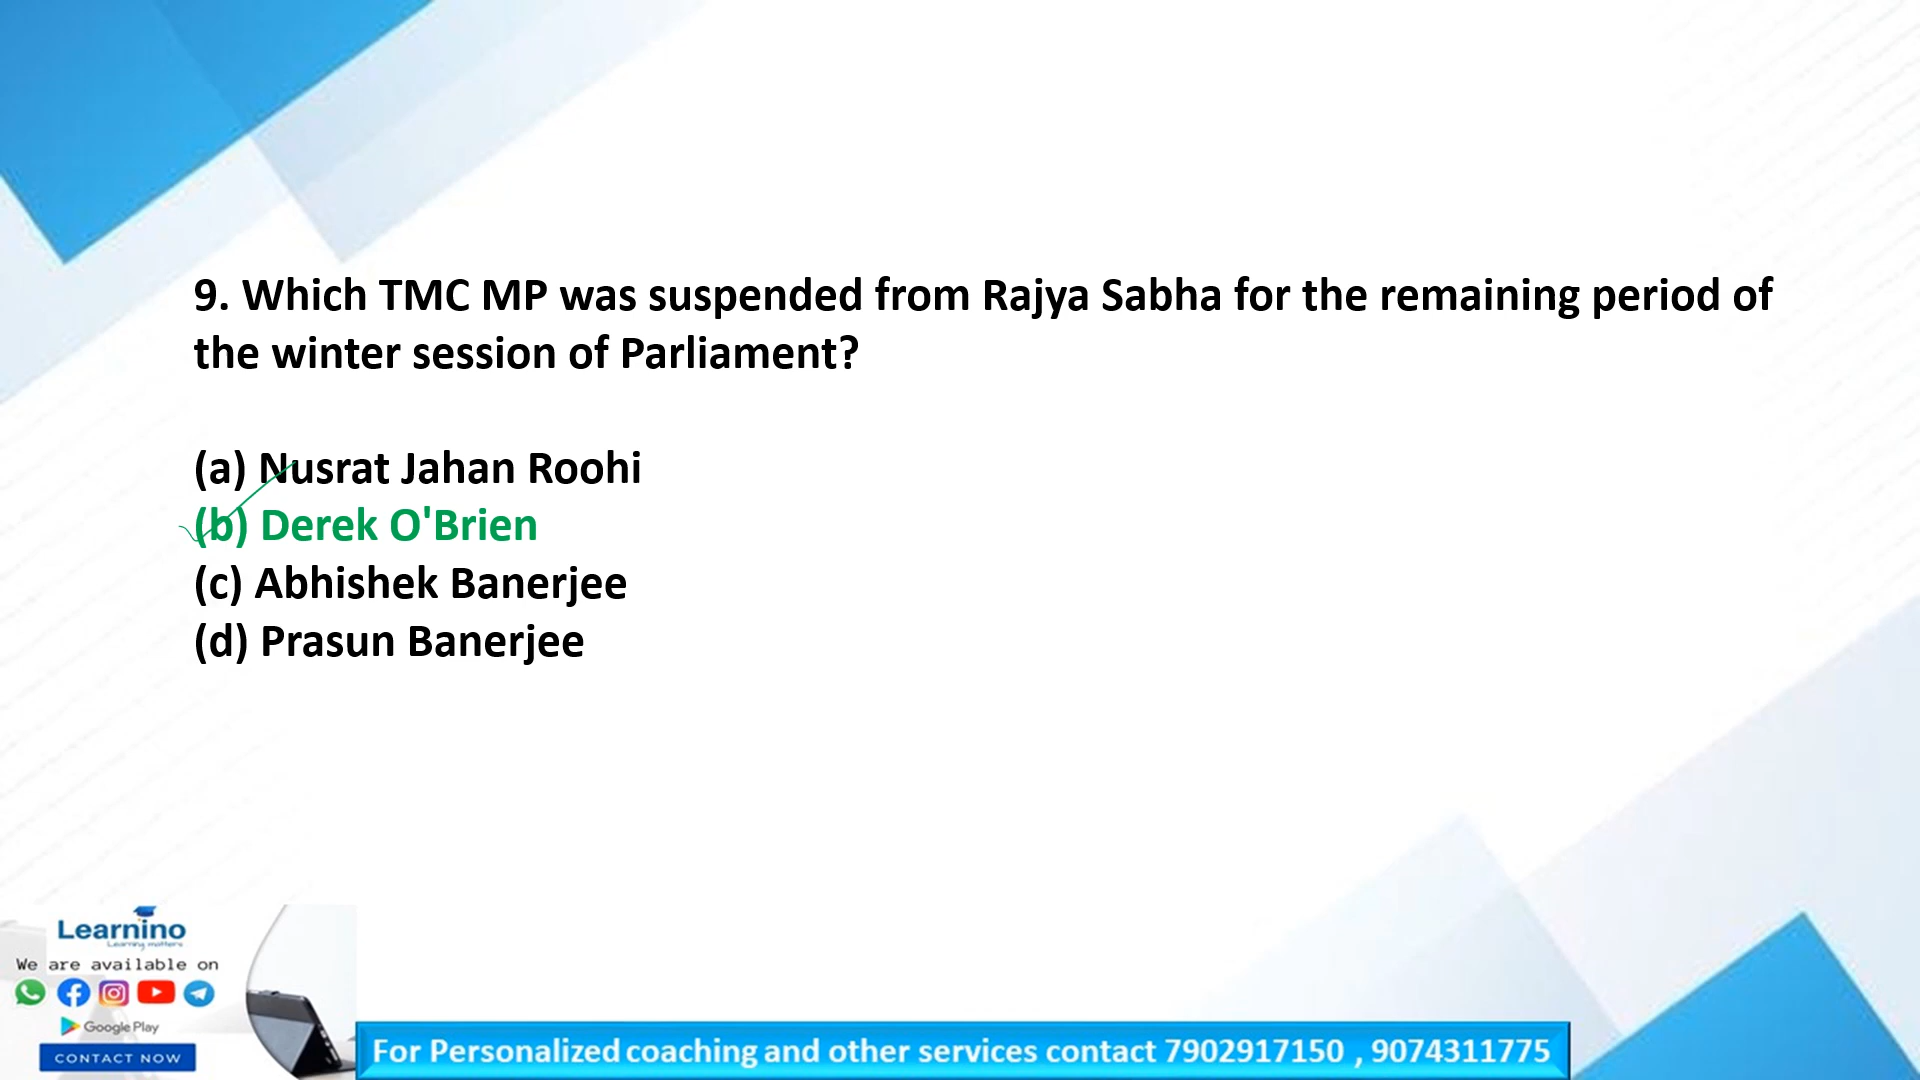 9. Which TMC MP was suspended from Rajya Sabha for the remaining period of
the winter session of Parliament?
(a) Nusrat Jahan Roohi
(b) Derek O'Brien
(c) Abhishek Banerjee
(d) Prasun Banerjee
Learnino
Learning matters
We are available on
Google Play
CONTACT NOW
For Personalized coaching and other services contact 7902917150 , 9074311775